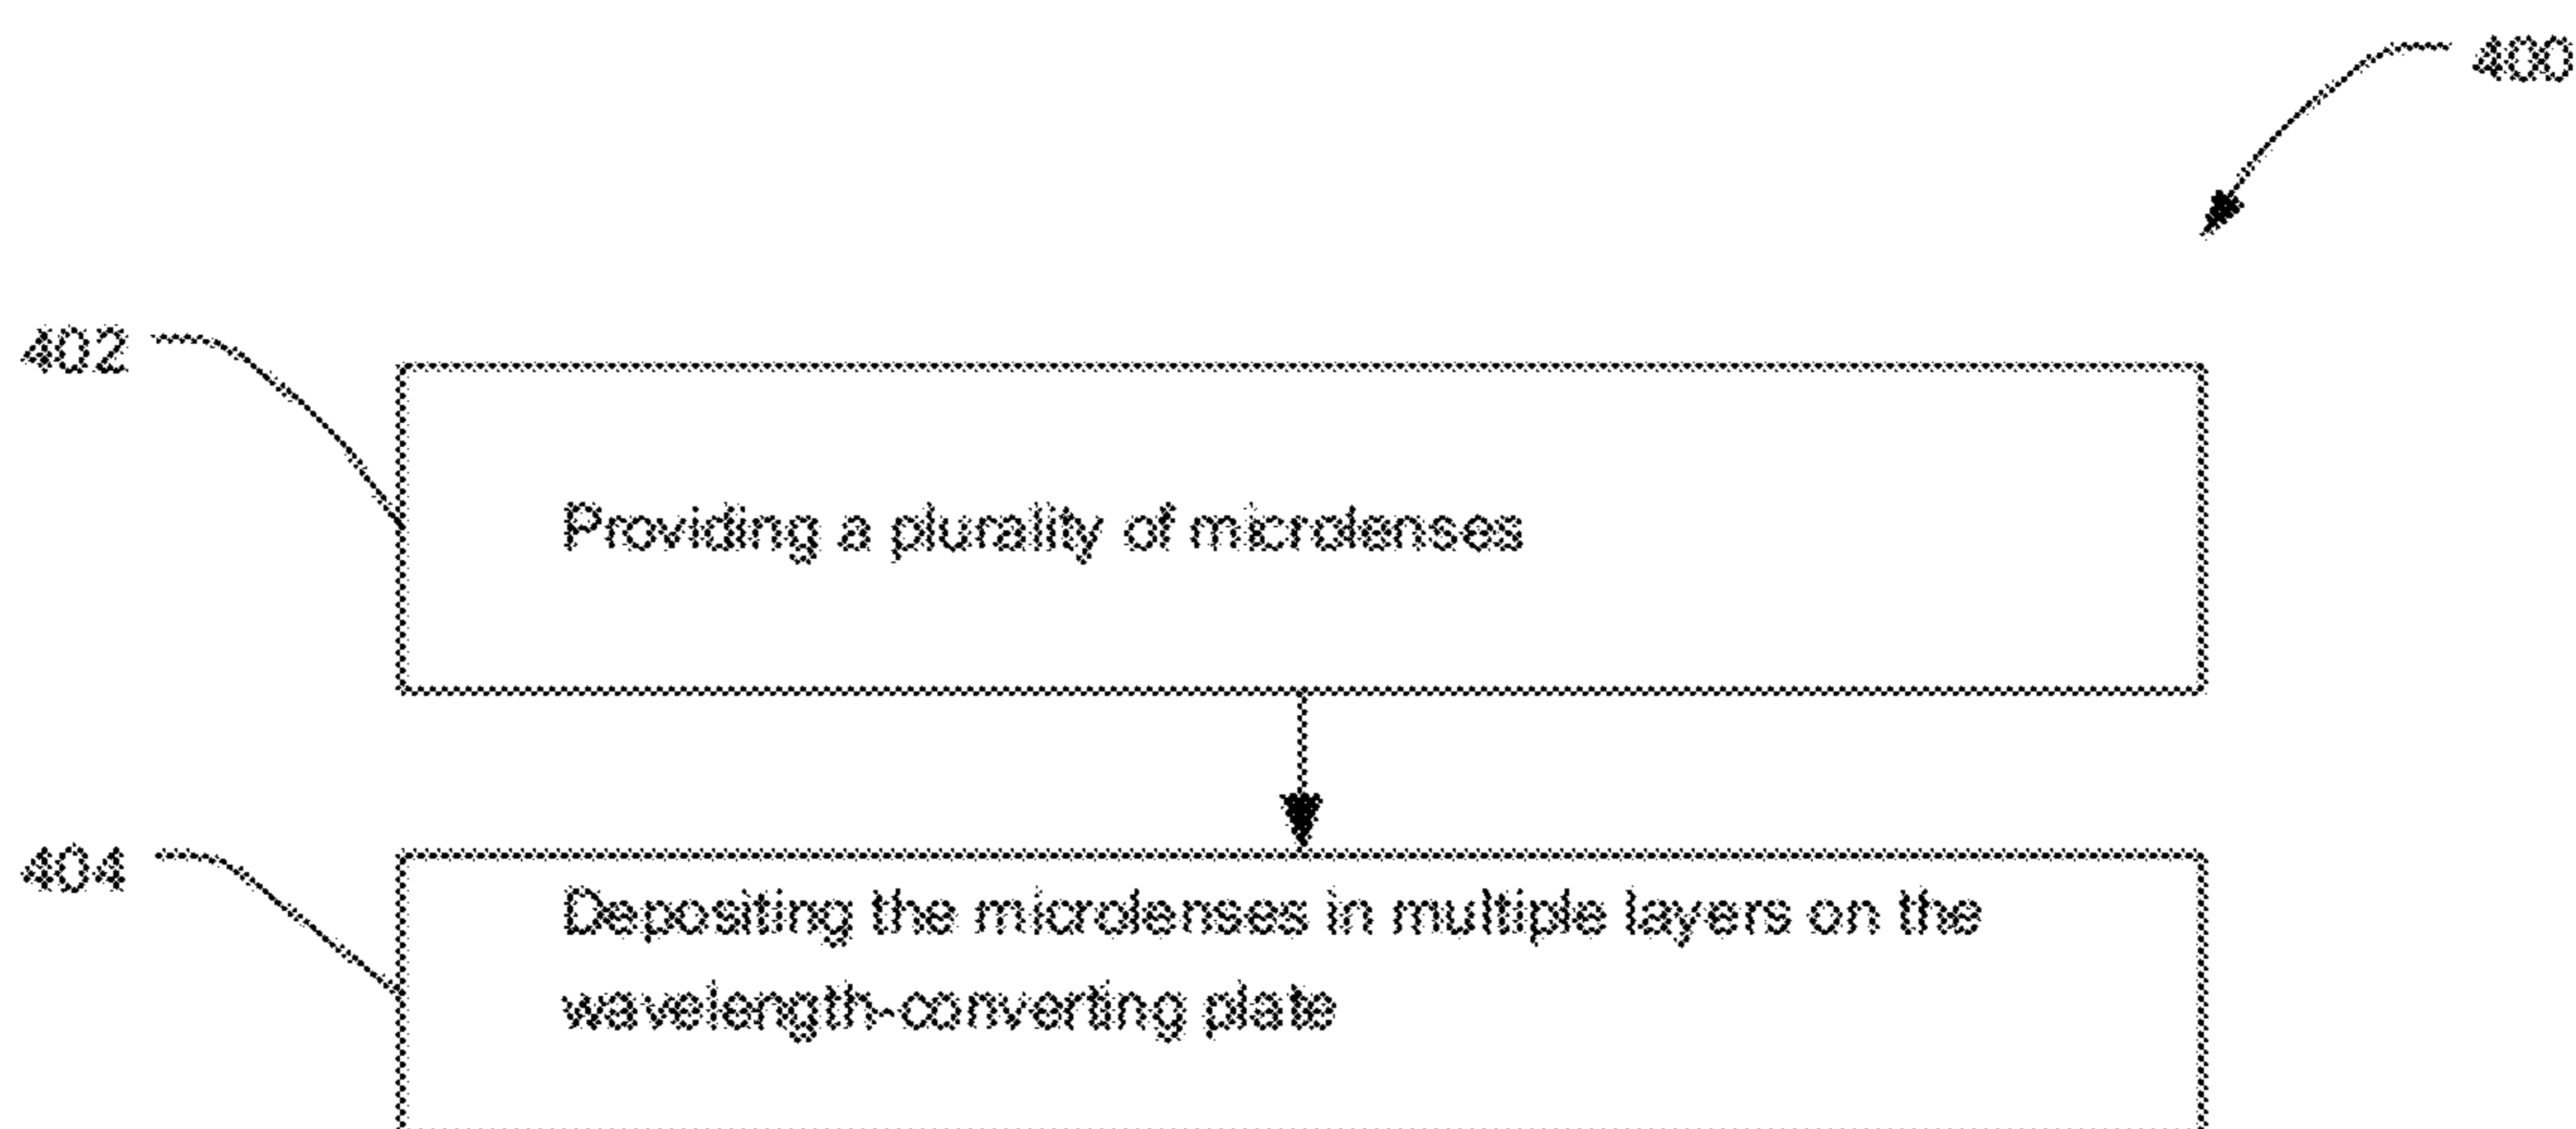 400
402
Providing a plurality of microlenses
404
Depositing the microlenses in multiple layers on the
wavelength-converting plate